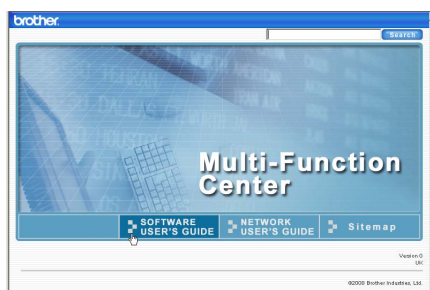 brother.
Search
Multi-Function
Center
SOFTWARE
USER'S GUIDE
NETWORK
USER'S GUIDE
Sitemap
Version 0
UK
©2008 Brother Industries, Ltd.